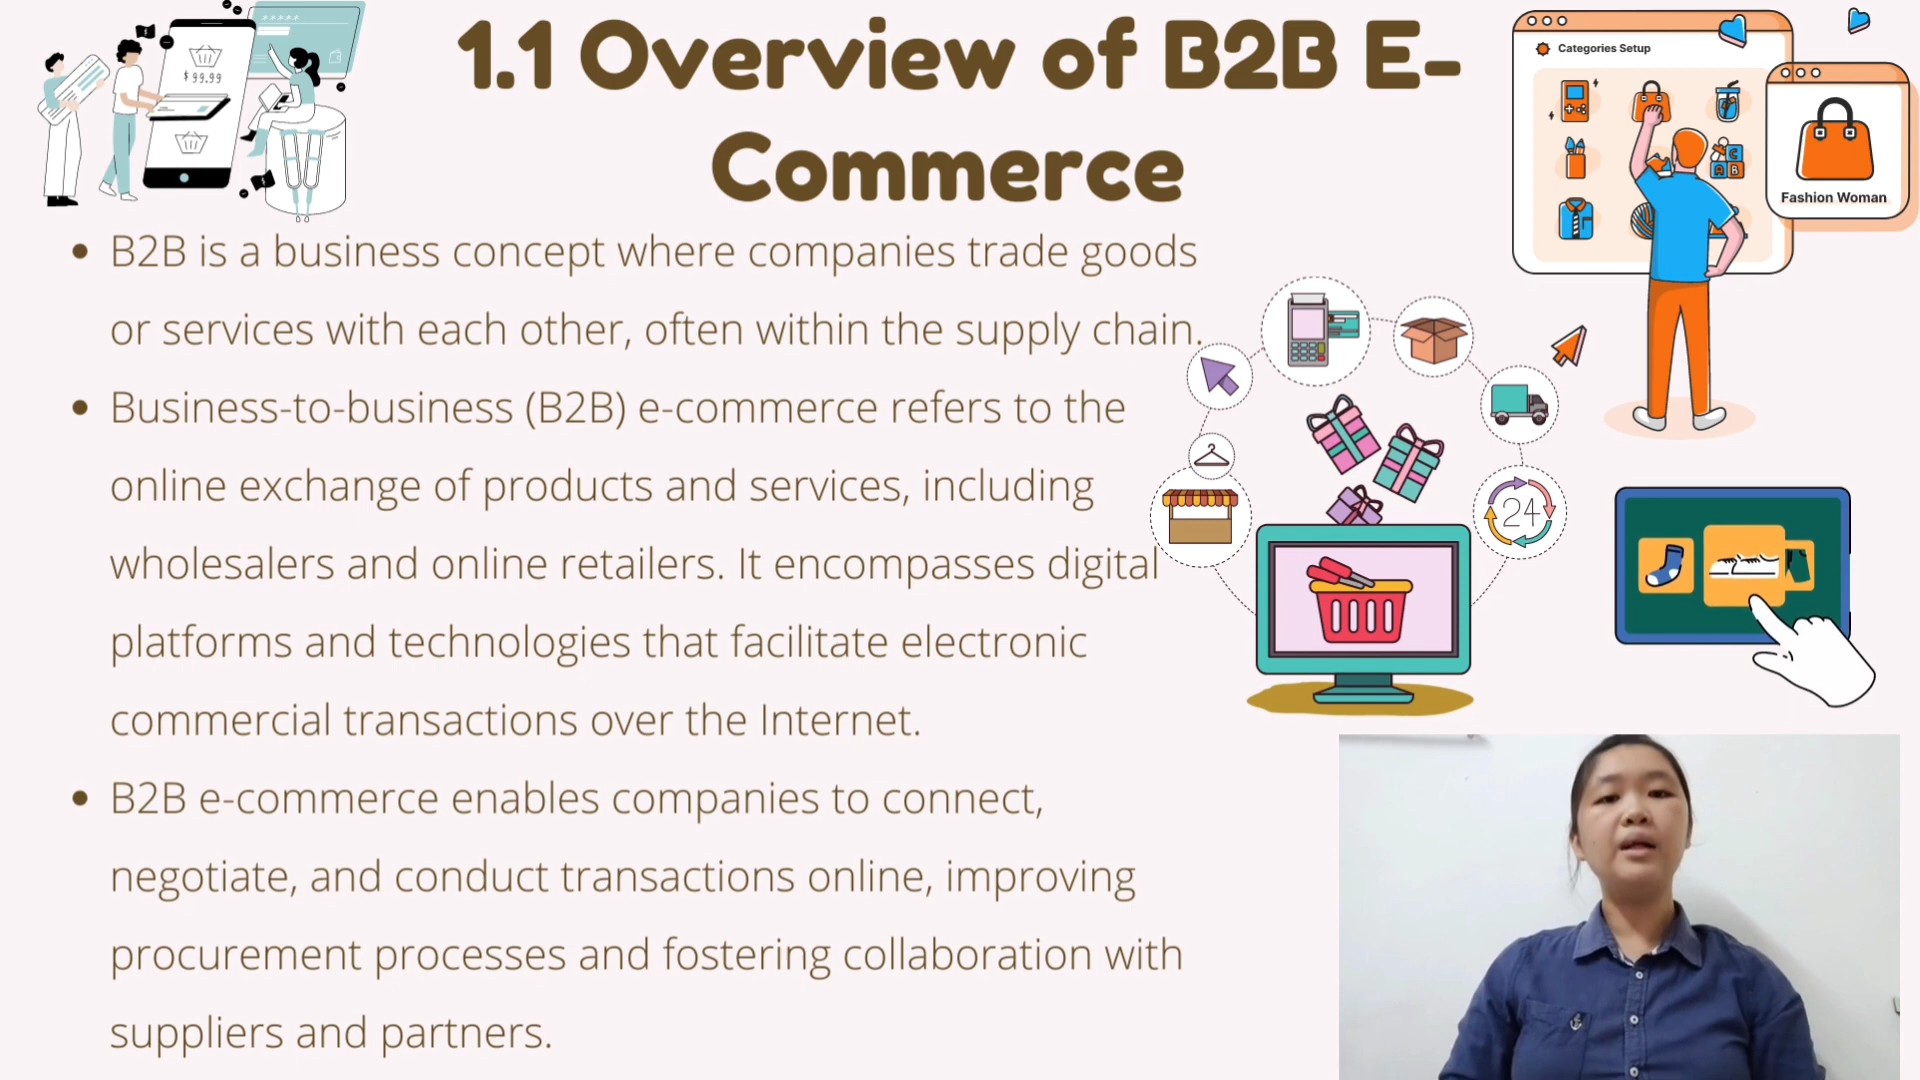 1.1 Overview of B2B E-
Commerce
B2B is a business concept where companies trade goods
or services with each other, often within the supply chain.
Business-to-business (B2B) e-commerce refers to the
online exchange of products and services, including
wholesalers and online retailers. It encompasses digital
platforms and technologies that facilitate electronic
commercial transactions over the Internet.
B2B e-commerce enables companies to connect,
negotiate, and conduct transactions online, improving
procurement processes and fostering collaboration with
suppliers and partners.
$99.99
Categories Setup
Fashion Woman
C
A B
24